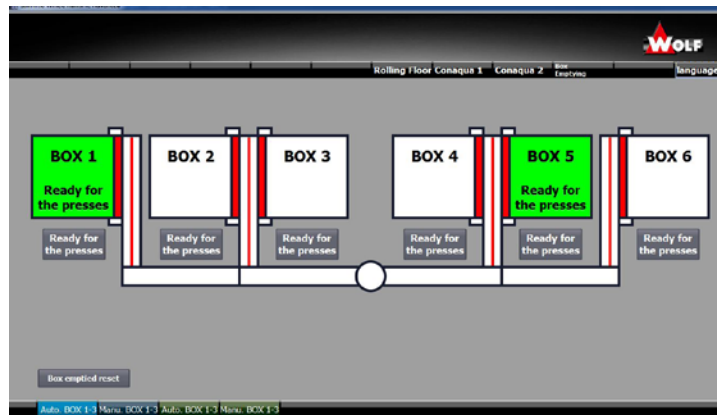 WOLF
Rolling Floor Conaqua 1 Conaqua 2 Box Emptying language
BOX 1 BOX 2 BOX 3 BOX 4 BOX 5 BOX 6
Ready for the presses
Ready for the presses
Ready for the presses
Ready for the presses
Ready for the presses
Ready for the presses
Ready for the presses
Ready for the presses
Box emptied reset
Auto. BOX 1-3 Manu. BOX 1-3 Auto. BOX 1-3 Manu. BOX 1-3